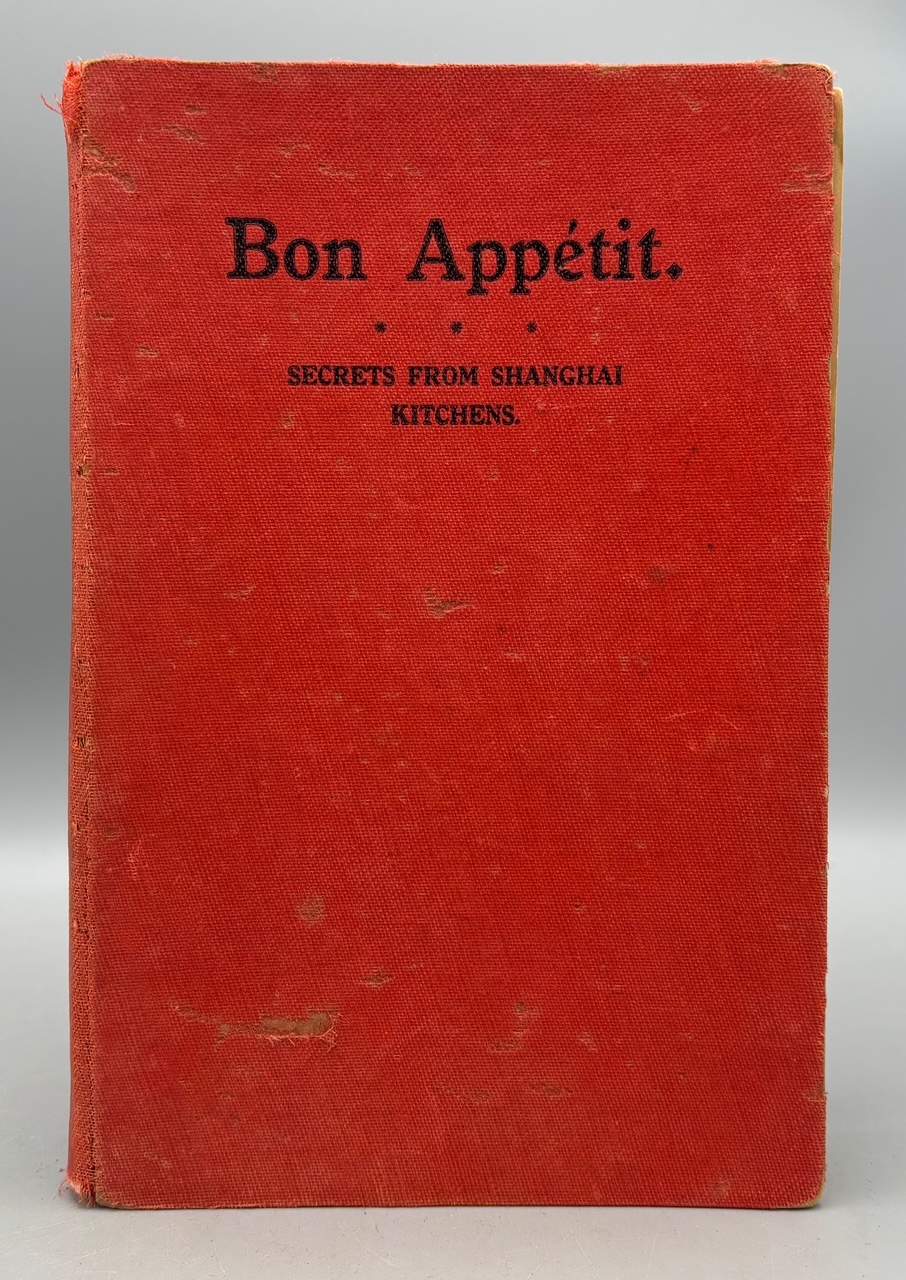 Bon Appétit.
* * *
SECRETS FROM SHANGHAI
KITCHENS.